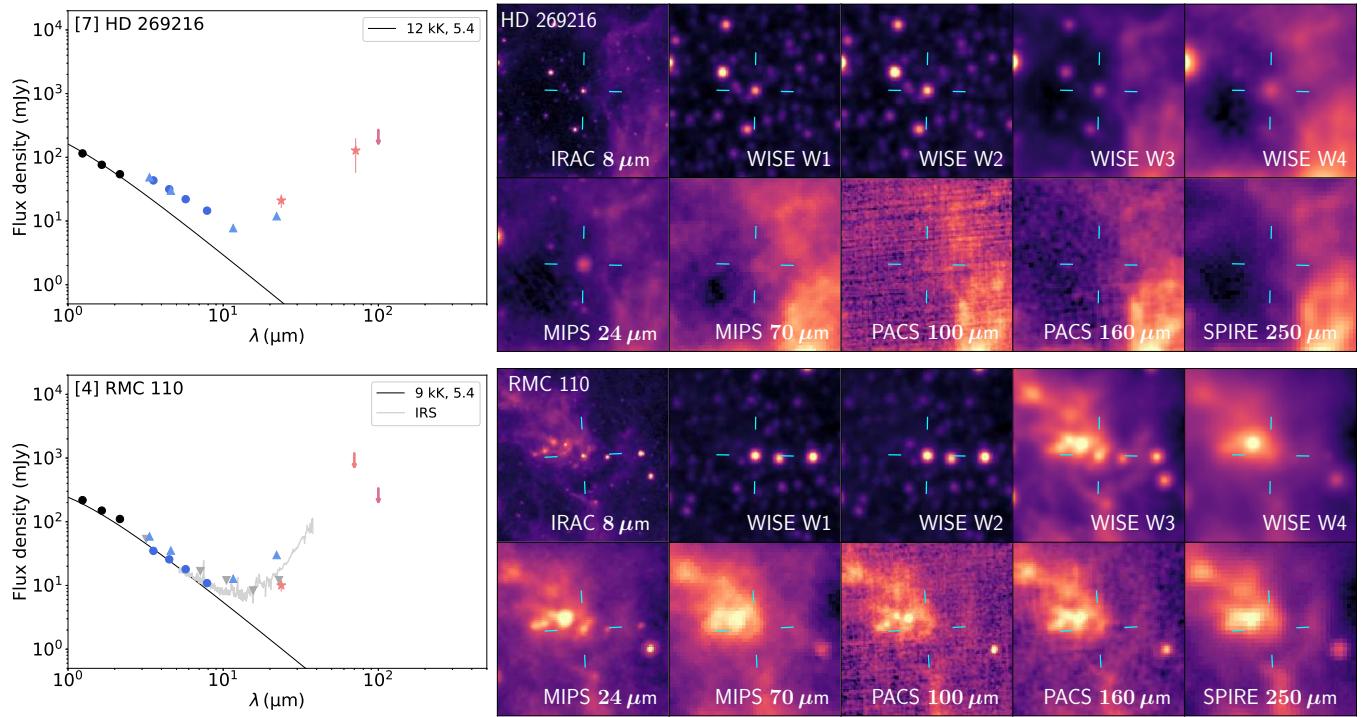 [7] HD 269216
12 kK, 5.4
Flux density (mJy)
10⁴
10³
10²
10¹
10⁰
10⁰
10¹
10²
λ (μm)
HD 269216
IRAC 8 μm
WISE W1
WISE W2
WISE W3
WISE W4
MIPS 24 μm
MIPS 70 μm
PACS 100 μm
PACS 160 μm
SPIRE 250 μm
[4] RMC 110
9 kK, 5.4
IRS
Flux density (mJy)
10⁴
10³
10²
10¹
10⁰
10⁰
10¹
10²
λ (μm)
RMC 110
IRAC 8 μm
WISE W1
WISE W2
WISE W3
WISE W4
MIPS 24 μm
MIPS 70 μm
PACS 100 μm
PACS 160 μm
SPIRE 250 μm